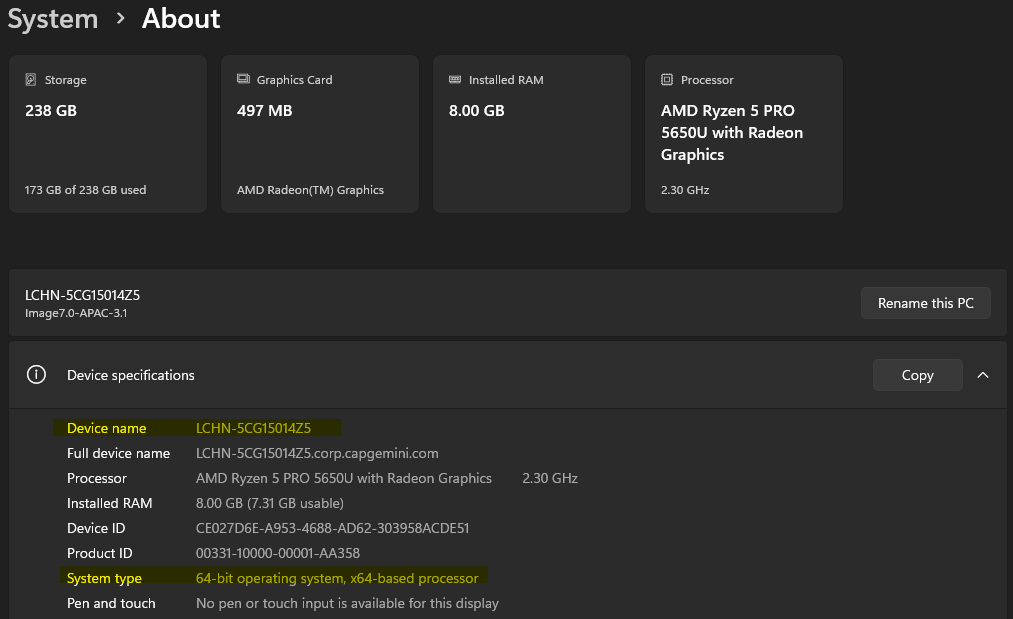 System > About
Storage
238 GB
173 GB of 238 GB used
Graphics Card
497 MB
AMD Radeon(TM) Graphics
Installed RAM
8.00 GB
Processor
AMD Ryzen 5 PRO
5650U with Radeon
Graphics
2.30 GHz
LCHN-5CG15014Z5
Image7.0-APAC-3.1
Rename this PC
Device specifications
Copy
Device name LCHN-5CG15014Z5
Full device name LCHN-5CG15014Z5.corp.capgemini.com
Processor AMD Ryzen 5 PRO 5650U with Radeon Graphics 2.30 GHz
Installed RAM 8.00 GB (7.31 GB usable)
Device ID CE027D6E-A953-4688-AD62-303958ACDE51
Product ID 00331-10000-00001-AA358
System type 64-bit operating system, x64-based processor
Pen and touch No pen or touch input is available for this display